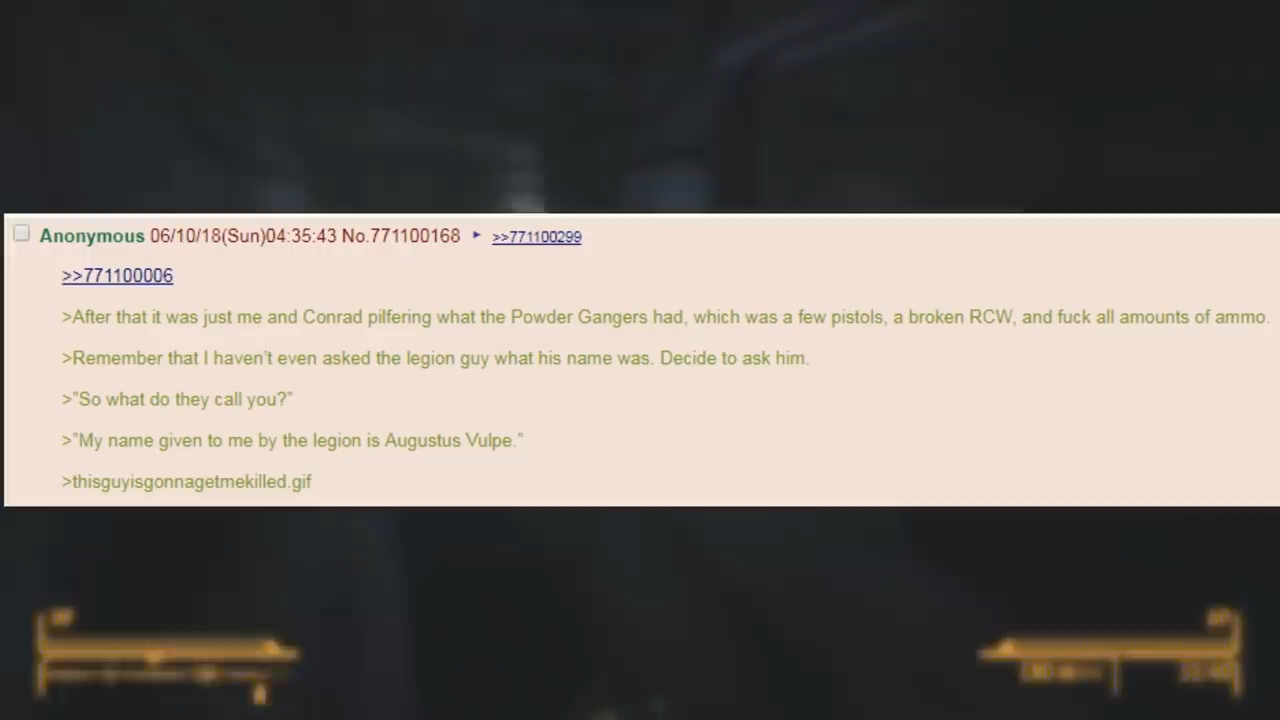 Anonymous 06/10/18(Sun)04:35:43 No.771100168 ▸ >>771100299
>>771100006
>After that it was just me and Conrad pilfering what the Powder Gangers had, which was a few pistols, a broken RCW, and fuck all amounts of ammo.
>Remember that I haven't even asked the legion guy what his name was. Decide to ask him.
>"So what do they call you?"
>"My name given to me by the legion is Augustus Vulpe."
>thisguyisgonnagetmekilled.gif